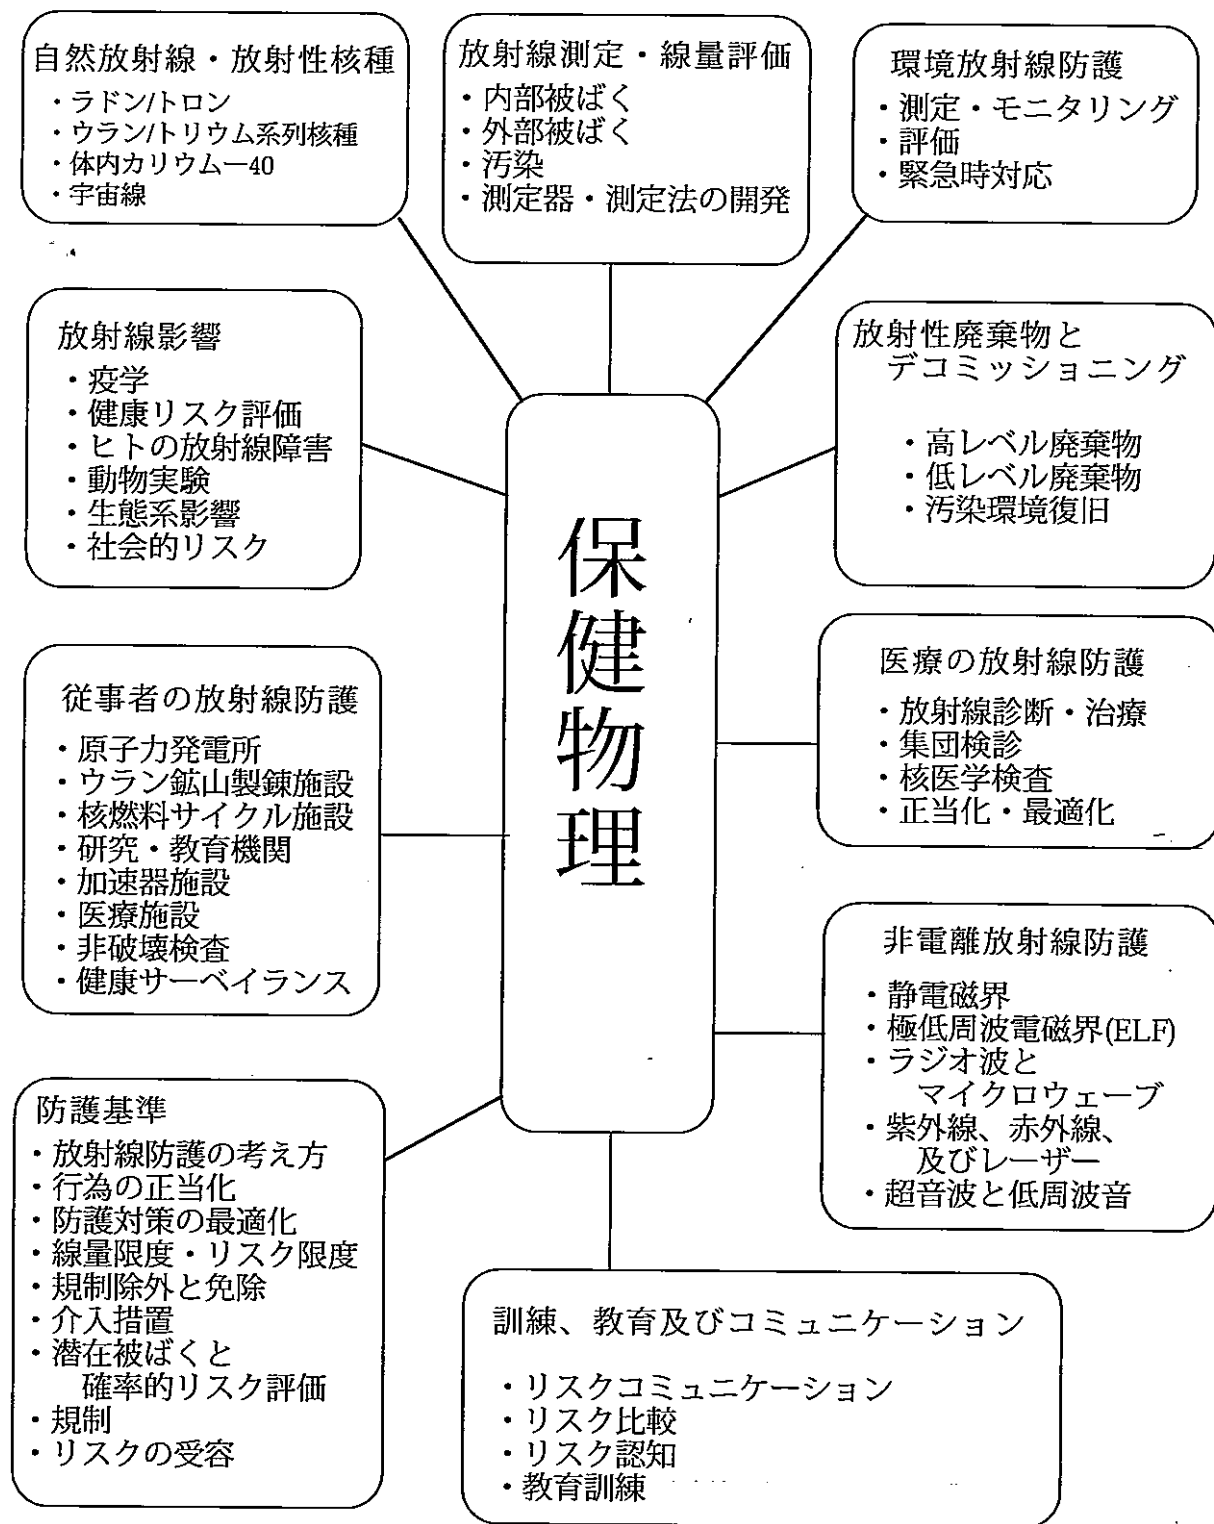 自然放射線・放射性核種
・ラドン/トロン
・ウラン/トリウム系列核種
・体内カリウムー40
・宇宙線
放射線測定・線量評価
・内部被ばく
・外部被ばく
・汚染
・測定器・測定法の開発
環境放射線防護
・測定・モニタリング
・評価
・緊急時対応
放射線影響
・疫学
・健康リスク評価
・ヒトの放射線障害
・動物実験
・生態系影響
・社会的リスク
放射性廃棄物と
デコミッショニング
・高レベル廃棄物
・低レベル廃棄物
・汚染環境復旧
保健物理
従事者の放射線防護
・原子力発電所
・ウラン鉱山製錬施設
・核燃料サイクル施設
・研究・教育機関
・加速器施設
・医療施設
・非破壊検査
・健康サーベイランス
医療の放射線防護
・放射線診断・治療
・集団検診
・核医学検査
・正当化・最適化
非電離放射線防護
・静電磁界
・極低周波電磁界(ELF)
・ラジオ波と
マイクロウェーブ
・紫外線、赤外線、
及びレーザー
・超音波と低周波音
防護基準
・放射線防護の考え方
・行為の正当化
・防護対策の最適化
・線量限度・リスク限度
・規制除外と免除
・介入措置
・潜在被ばくと
確率的リスク評価
・規制
・リスクの受容
訓練、教育及びコミュニケーション
・リスクコミュニケーション
・リスク比較
・リスク認知
・教育訓練